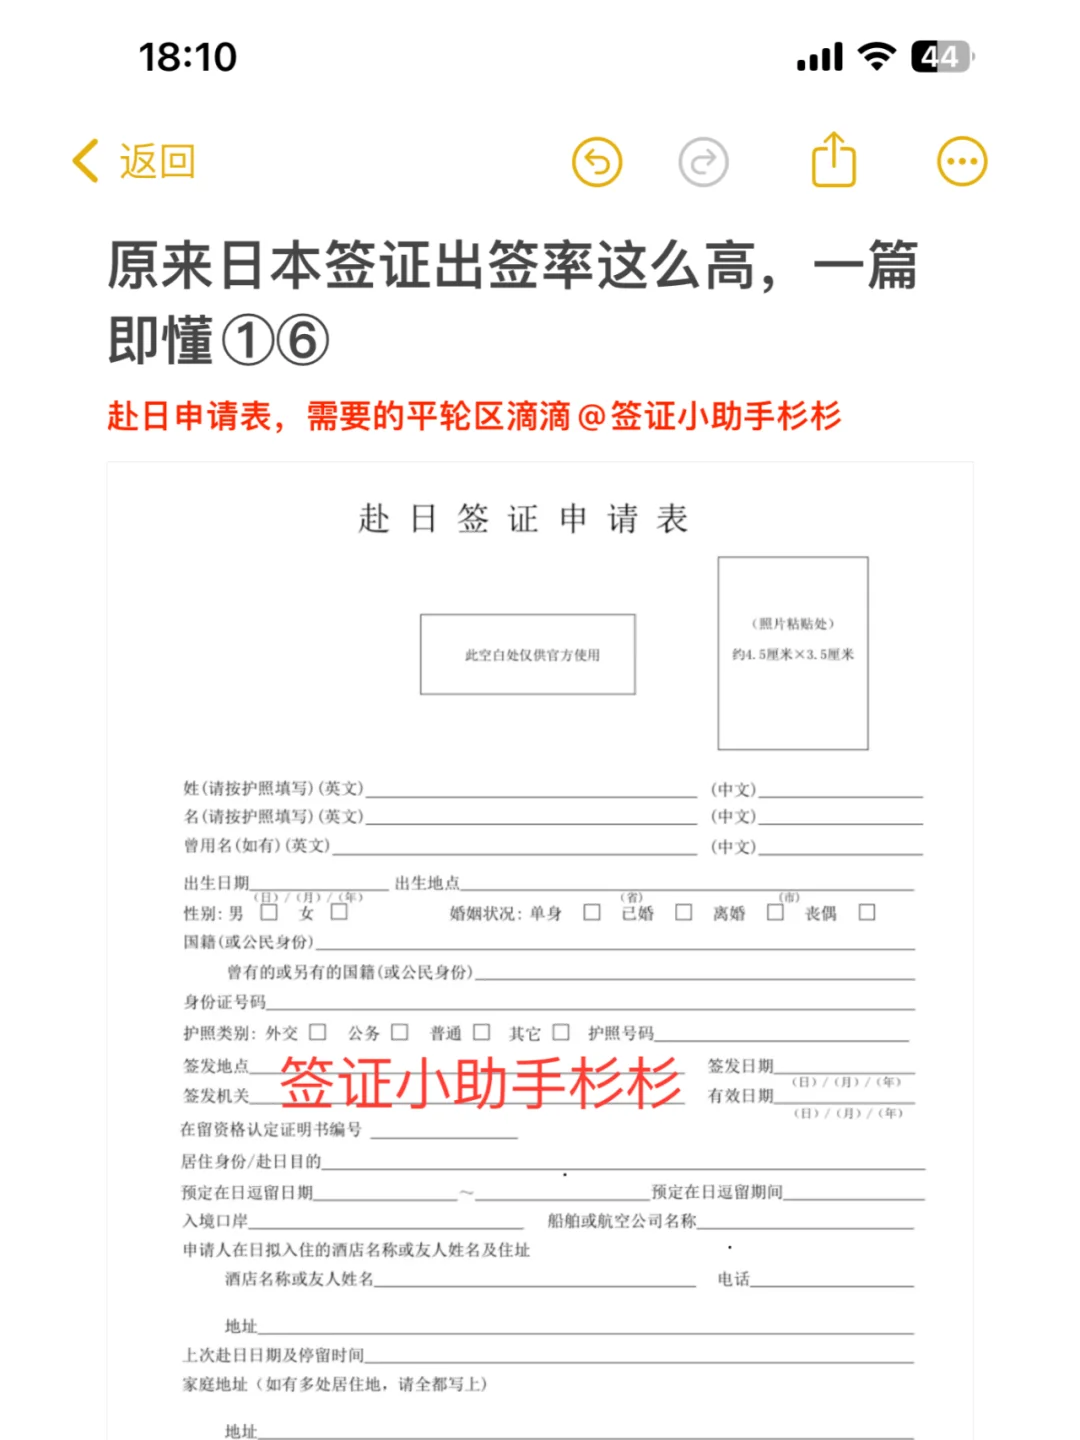 18:10
44
返回
原来日本签证出签率这么高，一篇
即懂①⑥
赴日申请表，需要的平轮区滴滴@签证小助手杉杉
赴日签证申请表
（照片粘贴处）
此空白处仅供官方使用
约4.5厘米×3.5厘米
姓(请按护照填写)(英文) (中文)
名(请按护照填写)(英文) (中文)
曾用名(如有)(英文) (中文)
出生日期 出生地点
（日）/（月）/（年） （省） （市）
性别：男 □ 女 □ 婚姻状况：单身 □ 已婚 □ 离婚 □ 丧偶 □
国籍(或公民身份)
曾有的或另有的国籍(或公民身份)
身份证号码
护照类别：外交 □ 公务 □ 普通 □ 其它 □ 护照号码
签发地点 签发日期
签证小助手杉杉
（日）/（月）/（年）
签发机关 有效日期
（日）/（月）/（年）
在留资格认定证明书编号
居住身份/赴日目的
预定在日逗留日期 ～ 预定在日逗留期间
入境口岸 船舶或航空公司名称
申请人在日拟入住的酒店名称或友人姓名及住址
酒店名称或友人姓名 电话
地址
上次赴日日期及停留时间
家庭地址（如有多处居住地，请全都写上）
地址